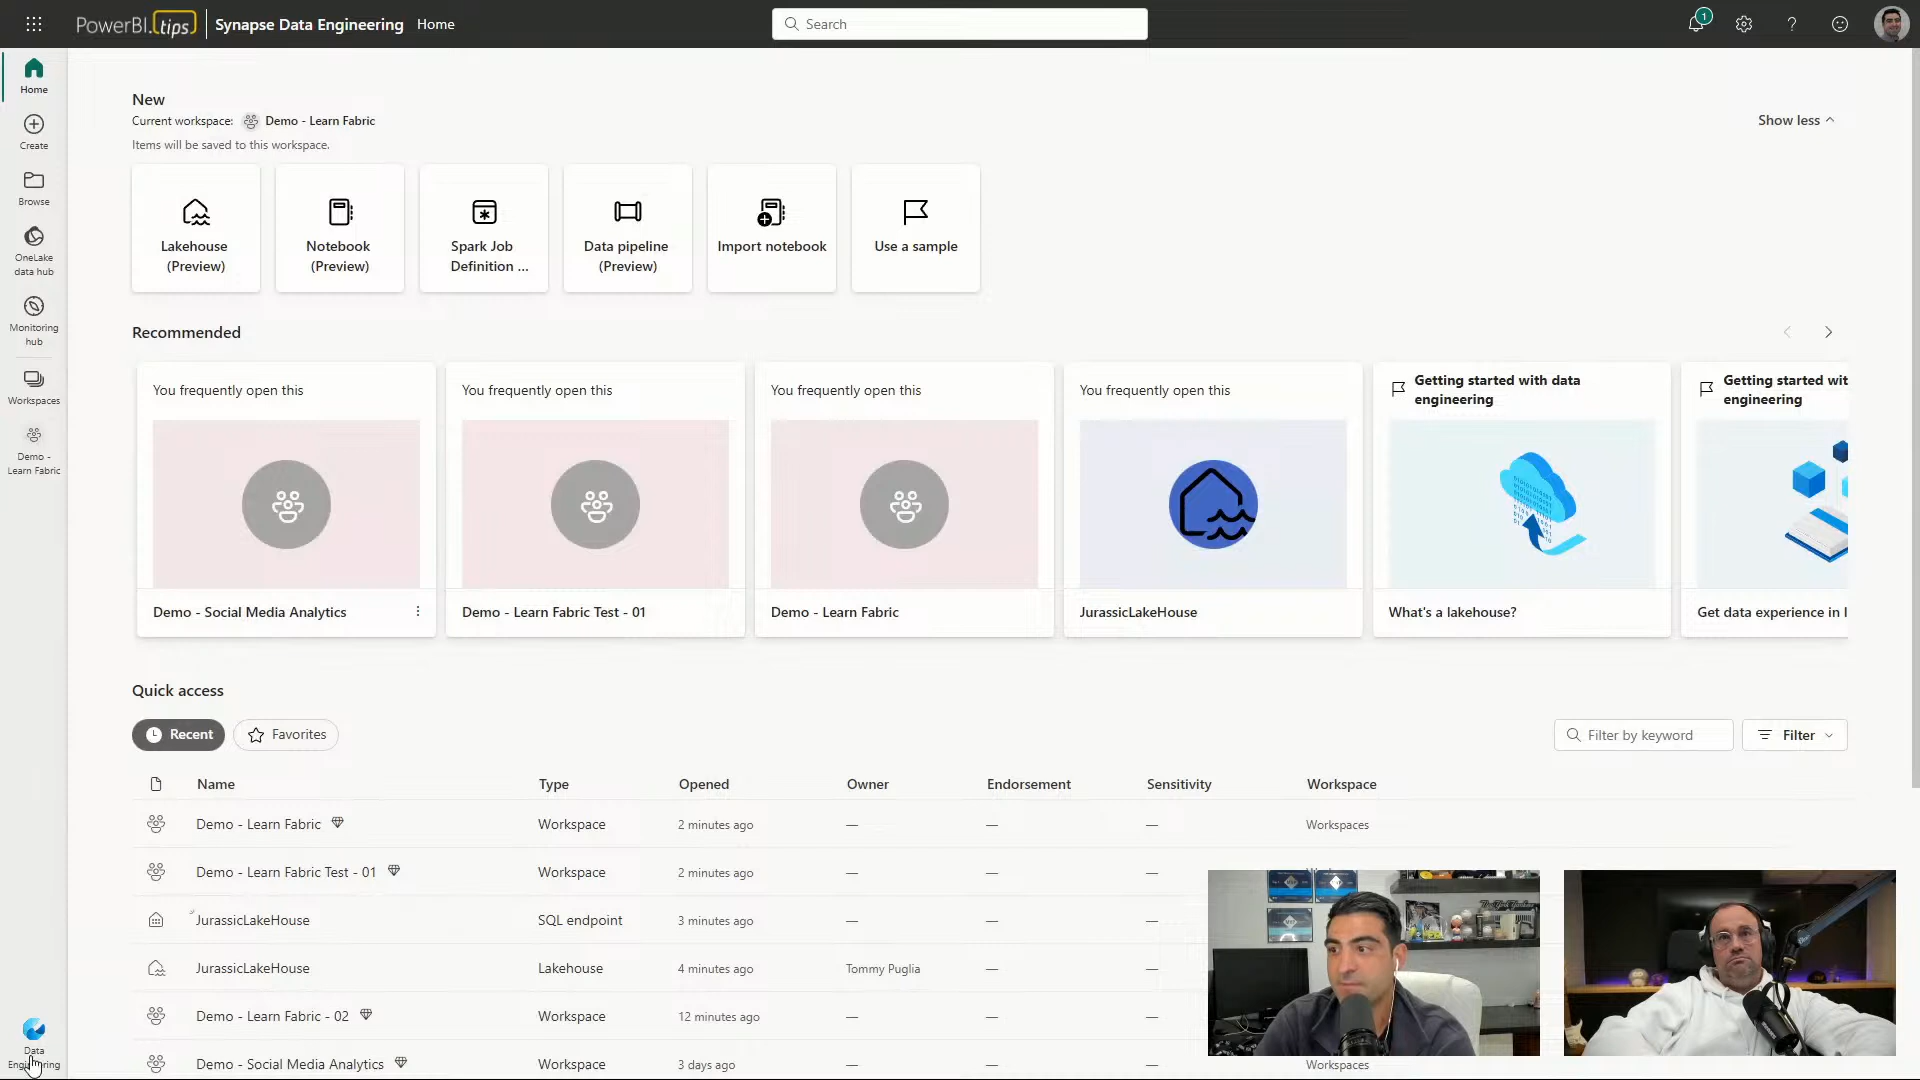 PowerBI.tips
Synapse Data Engineering Home
Search
1
Home
Create
Browse
OneLake
data hub
Monitoring
hub
Workspaces
Demo -
Learn Fabric
Data
Engineering
New
Current workspace: Demo - Learn Fabric
Items will be saved to this workspace.
Show less
Lakehouse
(Preview)
Notebook
(Preview)
Spark Job
Definition ...
Data pipeline
(Preview)
Import notebook
Use a sample
Recommended
You frequently open this
Demo - Social Media Analytics
You frequently open this
Demo - Learn Fabric Test - 01
You frequently open this
Demo - Learn Fabric
You frequently open this
JurassicLakeHouse
Getting started with data
engineering
What's a lakehouse?
Getting started wit
engineering
Get data experience in l
Quick access
Recent
Favorites
Filter by keyword
Filter
Name Type Opened Owner Endorsement Sensitivity Workspace
Demo - Learn Fabric Workspace 2 minutes ago — — — Workspaces
Demo - Learn Fabric Test - 01 Workspace 2 minutes ago — — —
JurassicLakeHouse SQL endpoint 3 minutes ago — — —
JurassicLakeHouse Lakehouse 4 minutes ago Tommy Puglia — —
Demo - Learn Fabric - 02 Workspace 12 minutes ago — — —
Demo - Social Media Analytics Workspace 3 days ago — — — Workspaces